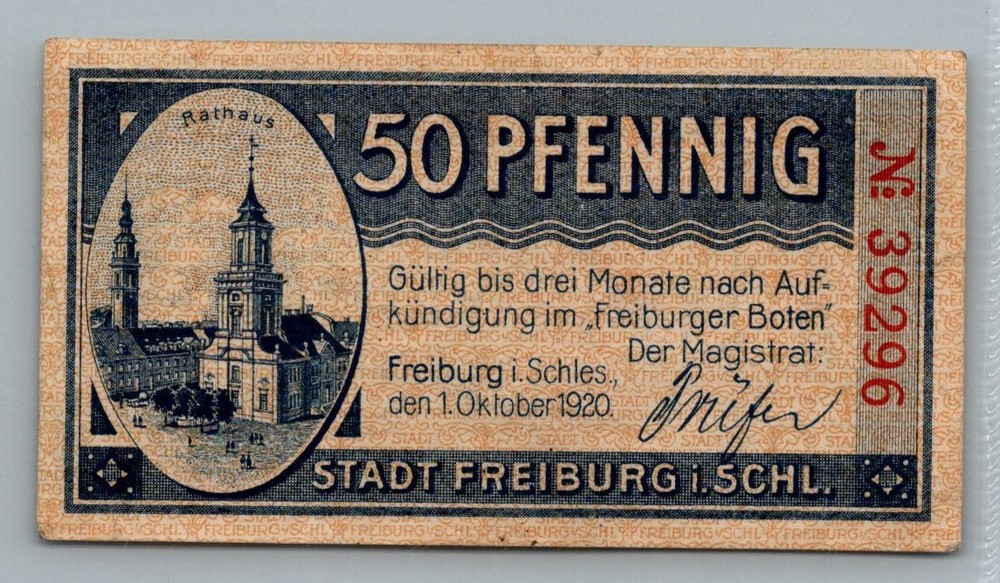 Rathaus
50 PFENNIG
№ 39296
Gültig bis drei Monate nach Auf=
kündigung im „Freiburger Boten"
Der Magistrat:
Freiburg i. Schles.,
den 1. Oktober 1920.
Prüfer
STADT FREIBURG i. SCHL.